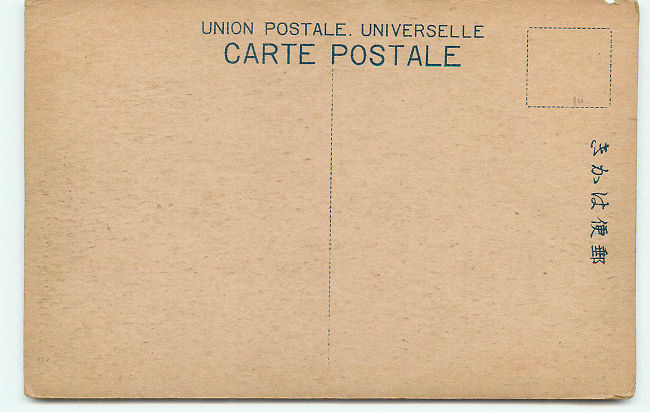 UNION POSTALE. UNIVERSELLE
CARTE POSTALE
郵便はかき